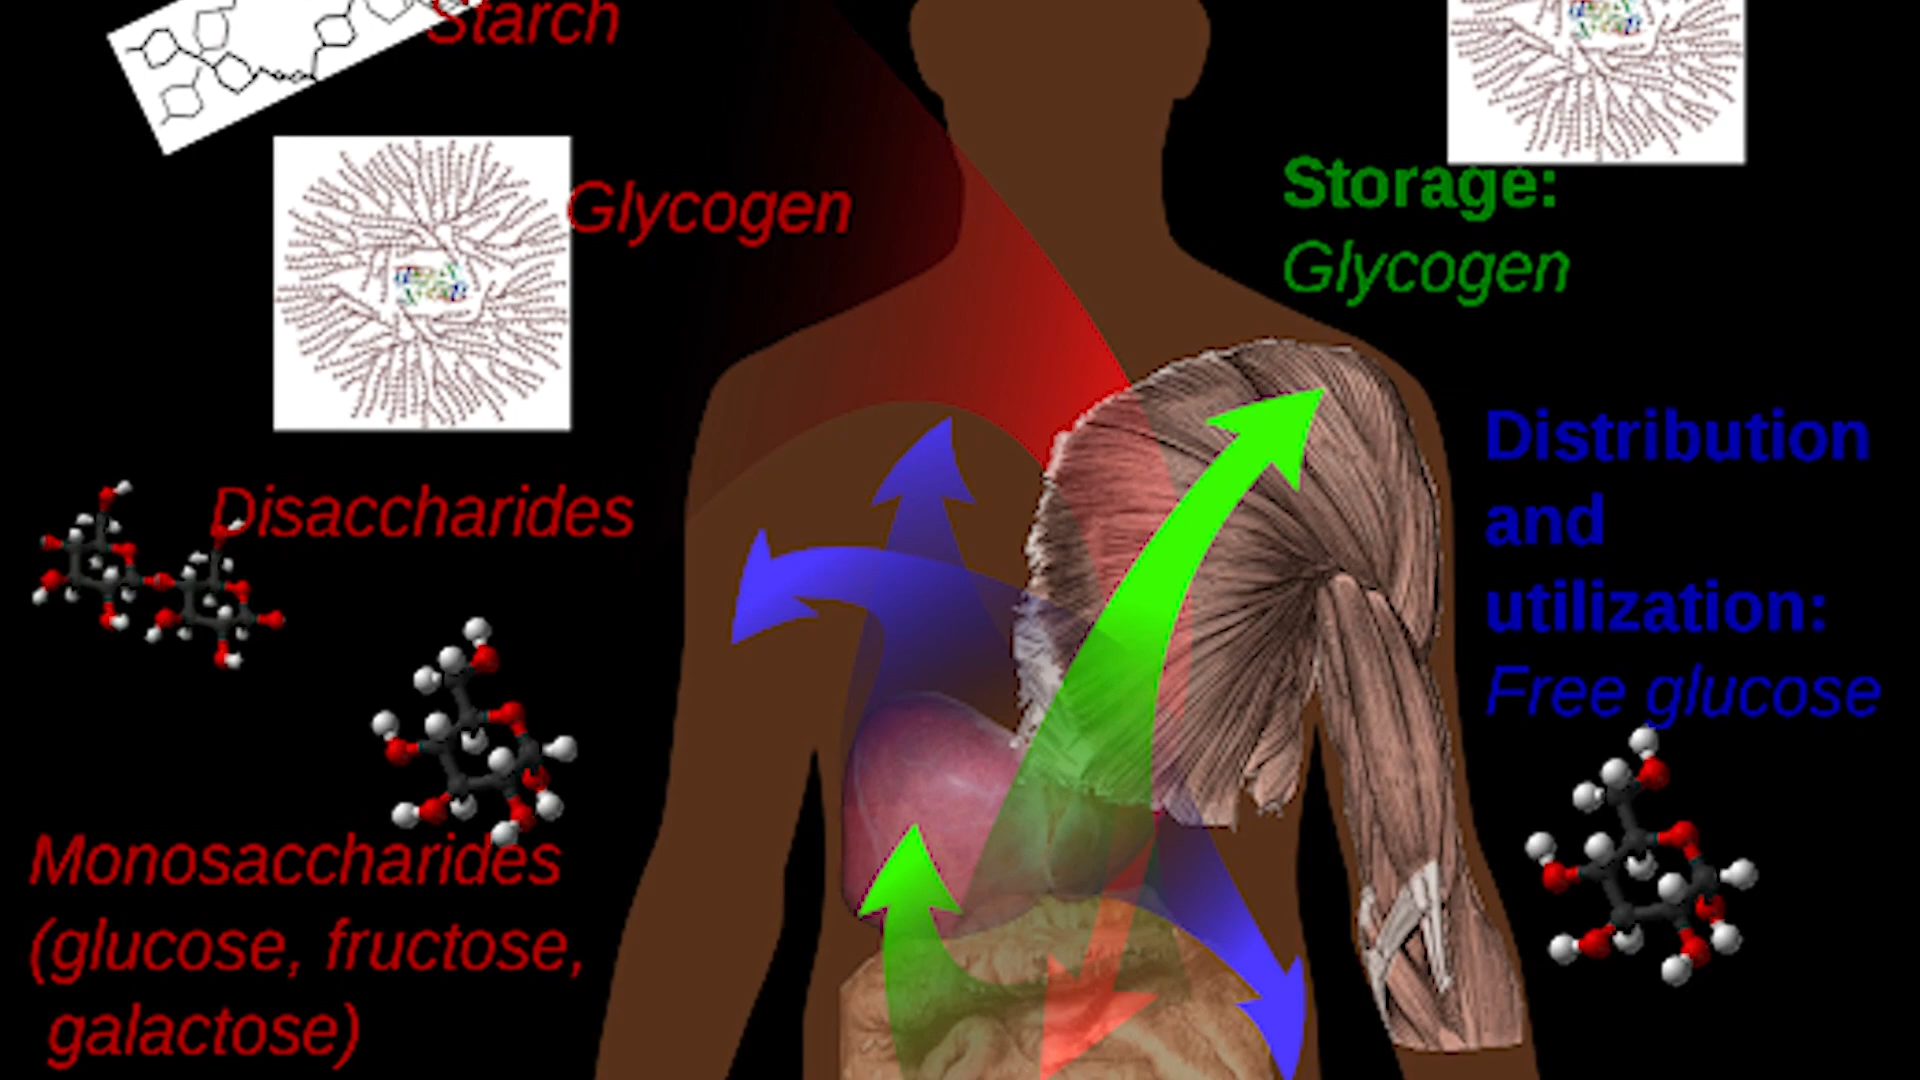 Starch
Glycogen
Disaccharides
Monosaccharides
(glucose, fructose,
galactose)
Storage:
Glycogen
Distribution
and
utilization:
Free glucose